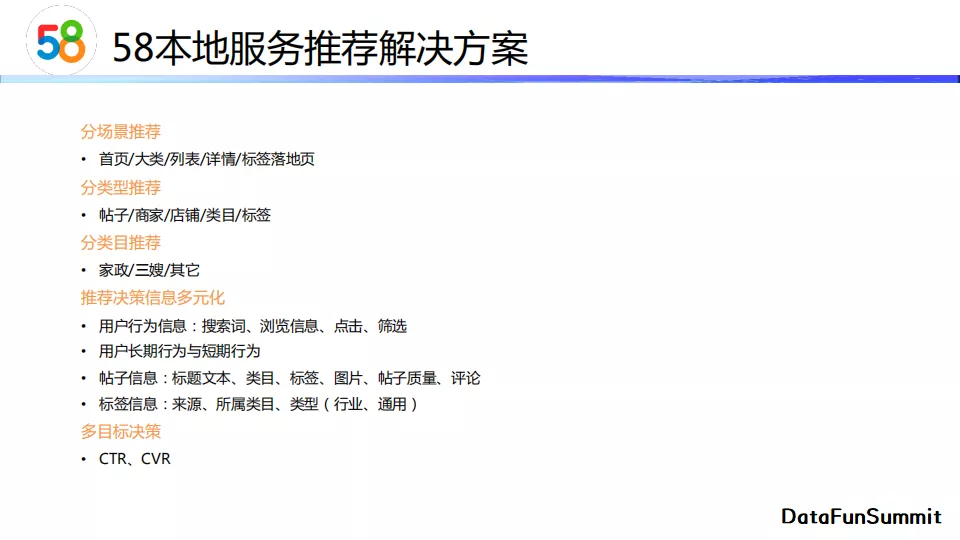 58
58本地服务推荐解决方案
分场景推荐
• 首页/大类/列表/详情/标签落地页
分类型推荐
• 帖子/商家/店铺/类目/标签
分类目推荐
• 家政/三嫂/其它
推荐决策信息多元化
• 用户行为信息：搜索词、浏览信息、点击、筛选
• 用户长期行为与短期行为
• 帖子信息：标题文本、类目、标签、图片、帖子质量、评论
• 标签信息：来源、所属类目、类型（行业、通用）
多目标决策
• CTR、CVR
DataFunSummit